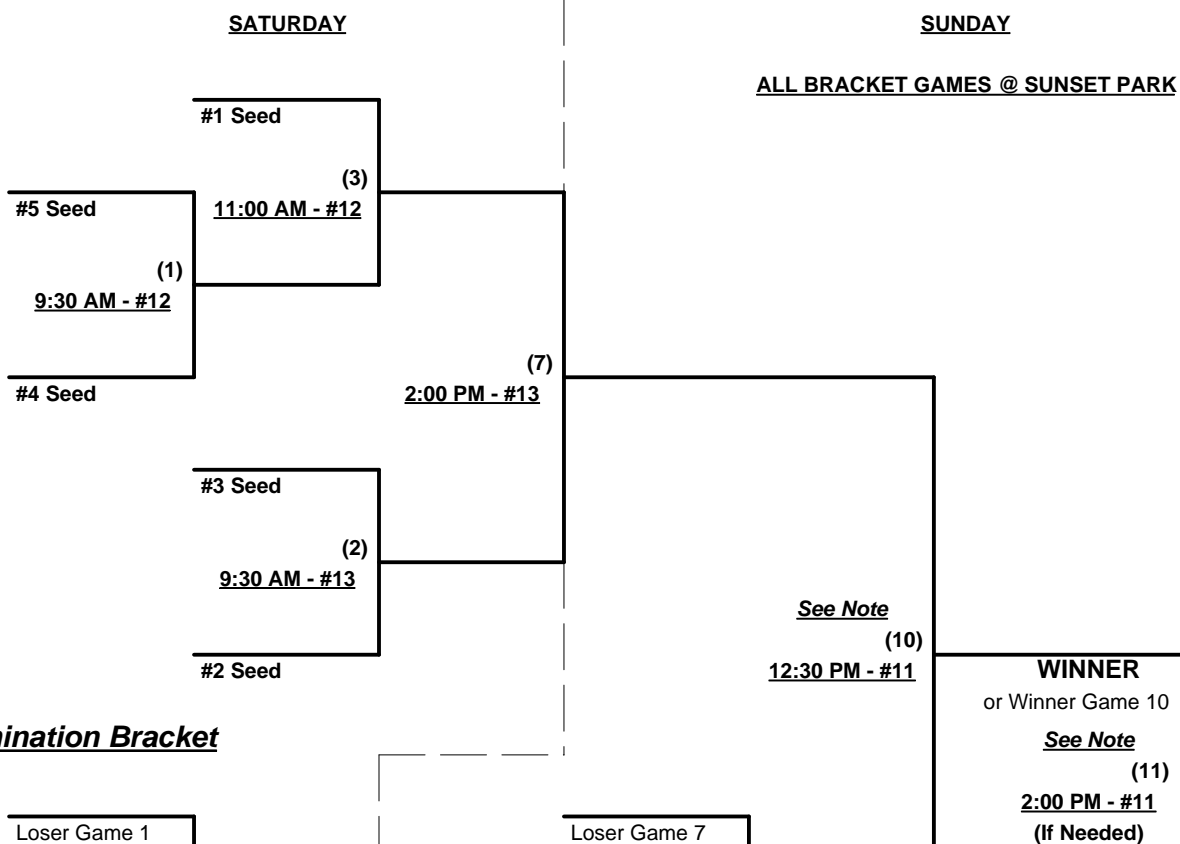 SATURDAY
SUNDAY
ALL BRACKET GAMES @ SUNSET PARK
#1 Seed
(3)
#5 Seed
11:00 AM - #12
(1)
9:30 AM - #12
(7)
#4 Seed
2:00 PM - #13
#3 Seed
(2)
9:30 AM - #13
See Note
(10)
#2 Seed
12:30 PM - #11
WINNER
or Winner Game 10
ination Bracket
See Note
(11)
2:00 PM - #11
Loser Game 1
Loser Game 7
(If Needed)